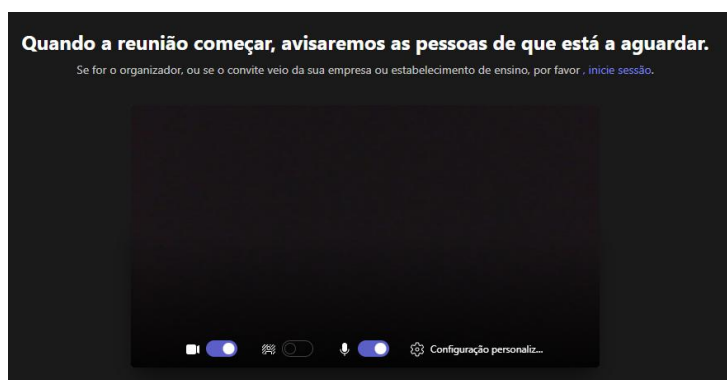 Quando a reunião começar, avisaremos as pessoas de que está a aguardar.
Se for o organizador, ou se o convite veio da sua empresa ou estabelecimento de ensino, por favor , inicie sessão.
Configuração personaliz...